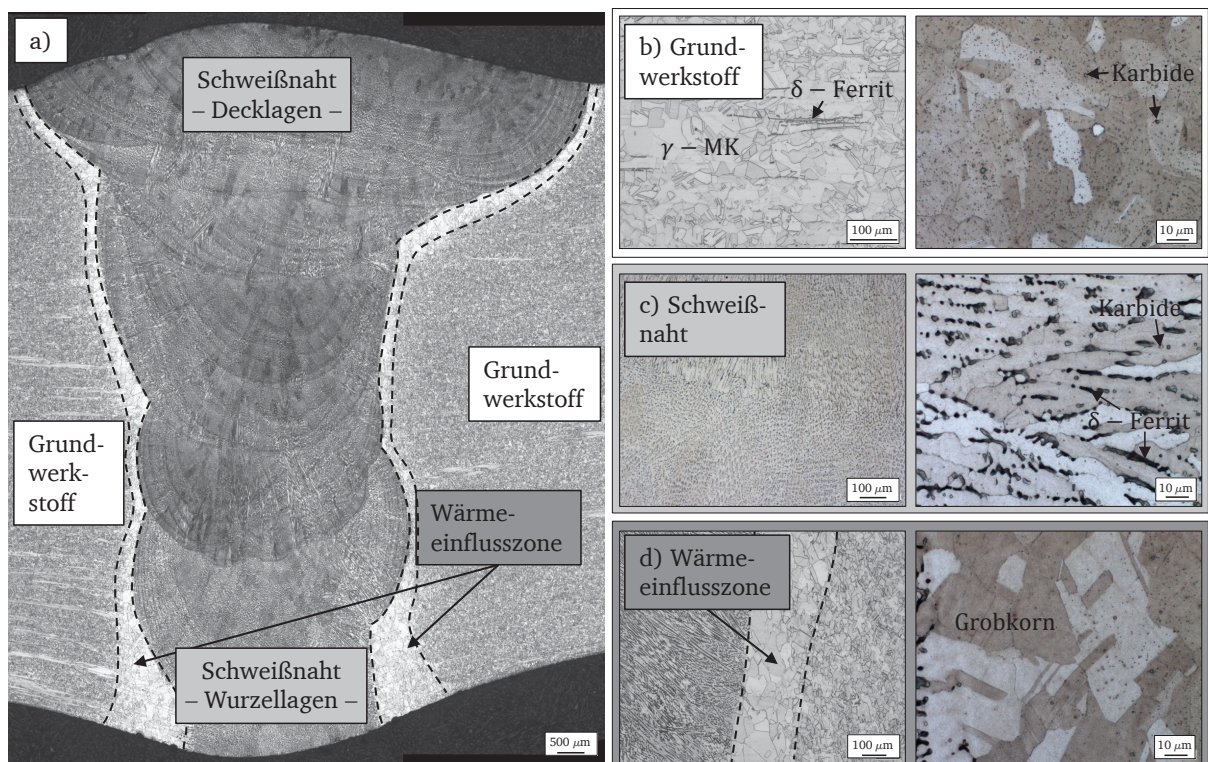 a)
Schweißnaht
– Decklagen –
Grund-
werkstoff
Grund-
werk-
stoff
Wärme-
einflusszone
Schweißnaht
– Wurzellagen –
500 μm
b) Grund-
werkstoff
δ – Ferrit
γ – MK
100 μm
Karbide
10 μm
c) Schweiß-
naht
100 μm
Karbide
δ – Ferrit
10 μm
d) Wärme-
einflusszone
100 μm
Grobkorn
10 μm